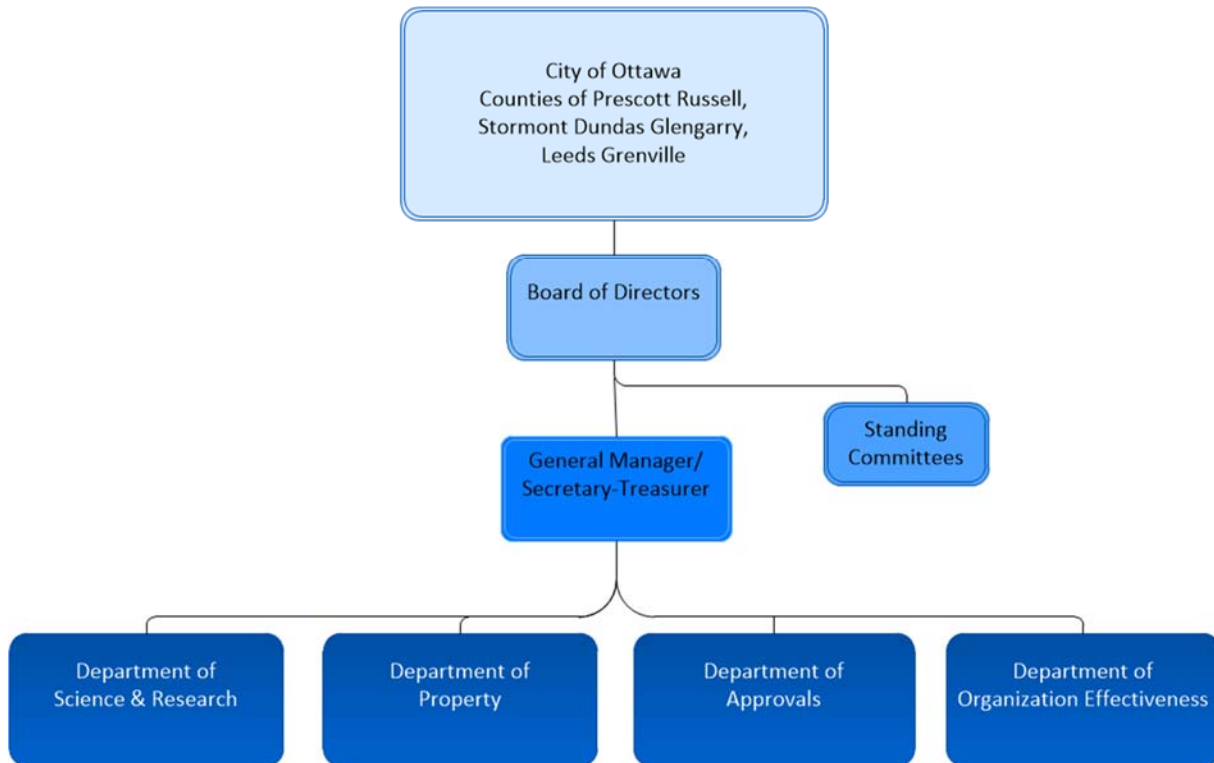 City of Ottawa
Counties of Prescott Russell,
Stormont Dundas Glengarry,
Leeds Grenville
Board of Directors
Standing
Committees
General Manager/
Secretary-Treasurer
Department of
Science & Research
Department of
Property
Department of
Approvals
Department of
Organization Effectiveness